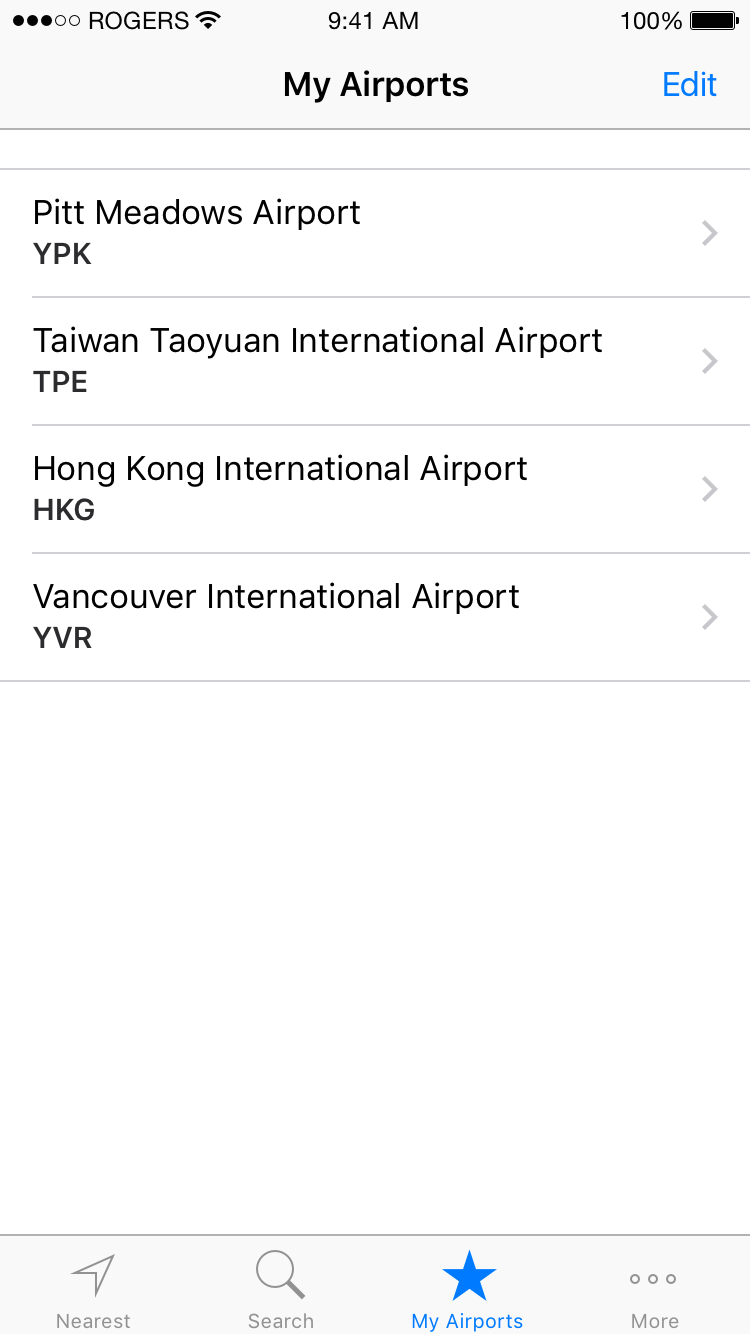 ROGERS 9:41 AM 100%
My Airports Edit
Pitt Meadows Airport
YPK
Taiwan Taoyuan International Airport
TPE
Hong Kong International Airport
HKG
Vancouver International Airport
YVR
Nearest Search My Airports More